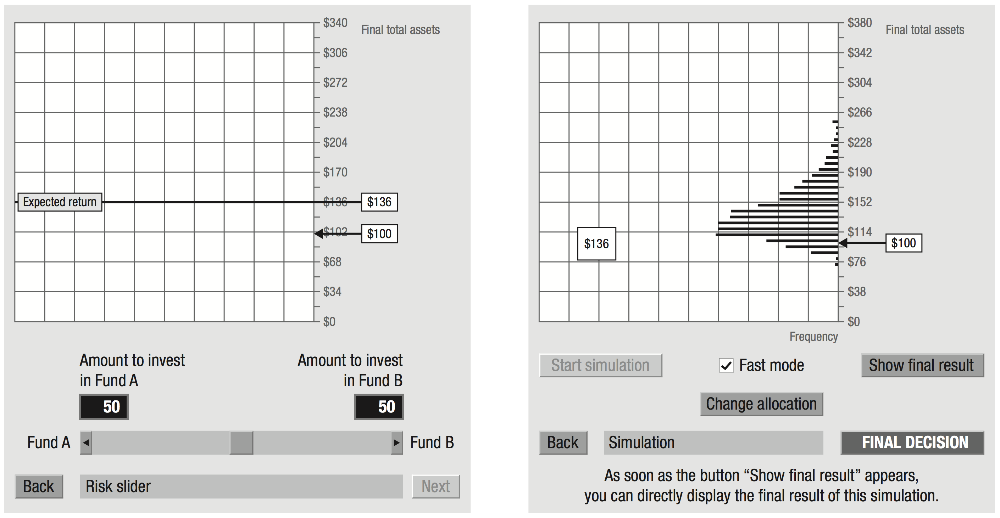 $340
Final total assets
$306
$272
$238
$204
$170
Expected return
$136
$136
$102
$100
$68
$34
$0
Amount to invest
in Fund A
Amount to invest
in Fund B
50
50
Fund A
Fund B
Back
Risk slider
Next
$380
Final total assets
$342
$304
$266
$228
$190
$152
$114
$136
$100
$76
$38
$0
Frequency
Start simulation
Fast mode
Show final result
Change allocation
Back
Simulation
FINAL DECISION
As soon as the button “Show final result” appears,
you can directly display the final result of this simulation.